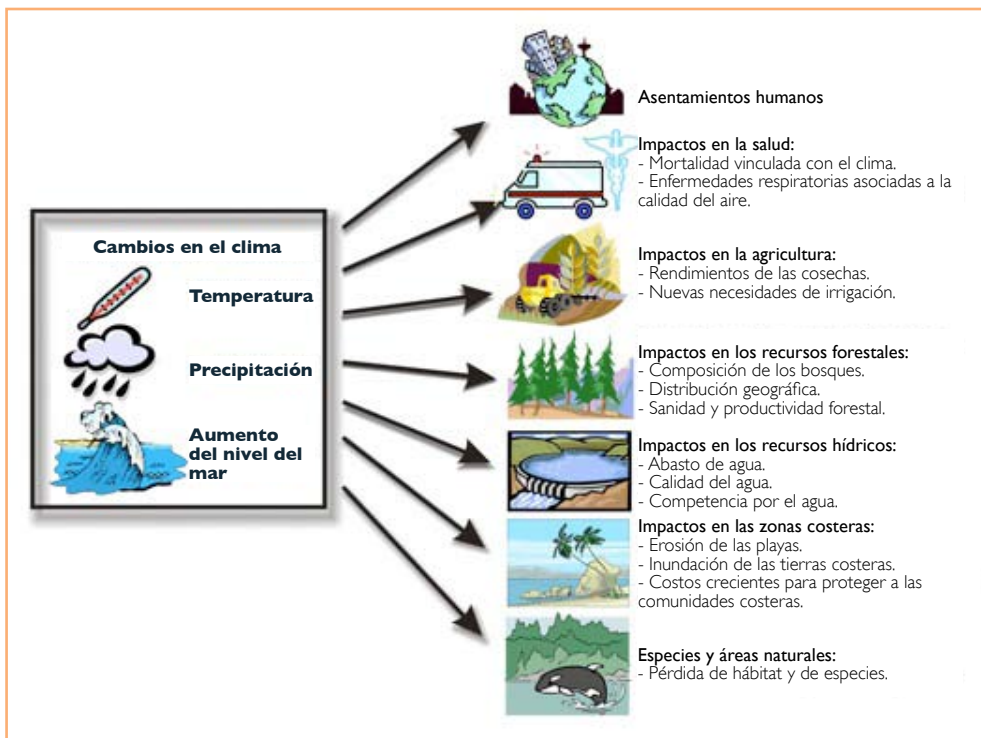 Cambios en el clima
Temperatura
Precipitación
Aumento
del nivel del
mar
Asentamientos humanos
Impactos en la salud:
- Mortalidad vinculada con el clima.
- Enfermedades respiratorias asociadas a la
calidad del aire.
Impactos en la agricultura:
- Rendimientos de las cosechas.
- Nuevas necesidades de irrigación.
Impactos en los recursos forestales:
- Composición de los bosques.
- Distribución geográfica.
- Sanidad y productividad forestal.
Impactos en los recursos hídricos:
- Abasto de agua.
- Calidad del agua.
- Competencia por el agua.
Impactos en las zonas costeras:
- Erosión de las playas.
- Inundación de las tierras costeras.
- Costos crecientes para proteger a las
comunidades costeras.
Especies y áreas naturales:
- Pérdida de hábitat y de especies.